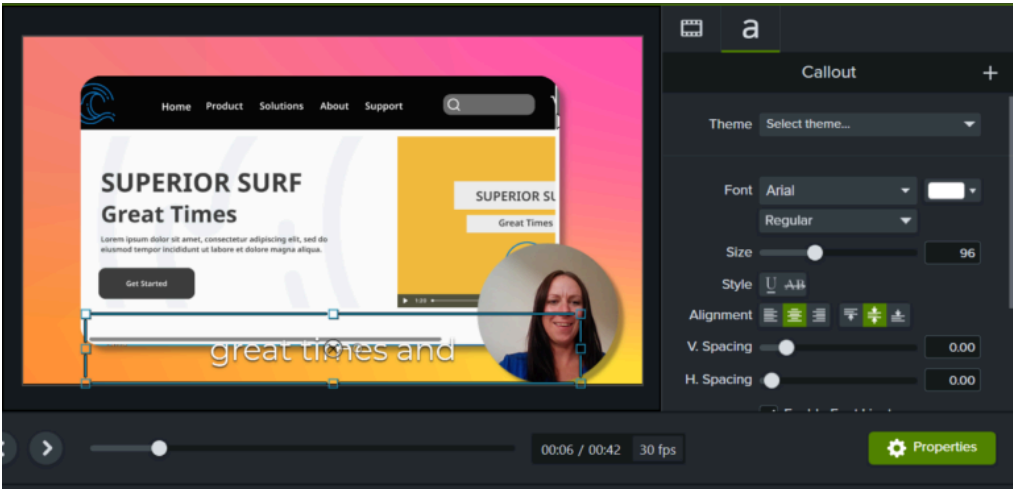 a
Callout
Theme Select theme...
Font Arial
Regular
Size 96
Style U AB
Alignment
V. Spacing 0.00
H. Spacing 0.00
Home Product Solutions About Support
SUPERIOR SURF
Great Times
Lorem ipsum dolor sit amet, consectetur adipiscing elit, sed do
eiusmod tempor incididunt ut labore et dolore magna aliqua.
Get Started
SUPERIOR SU
Great Times
1:20
great times and
00:06 / 00:42 30 fps
Properties